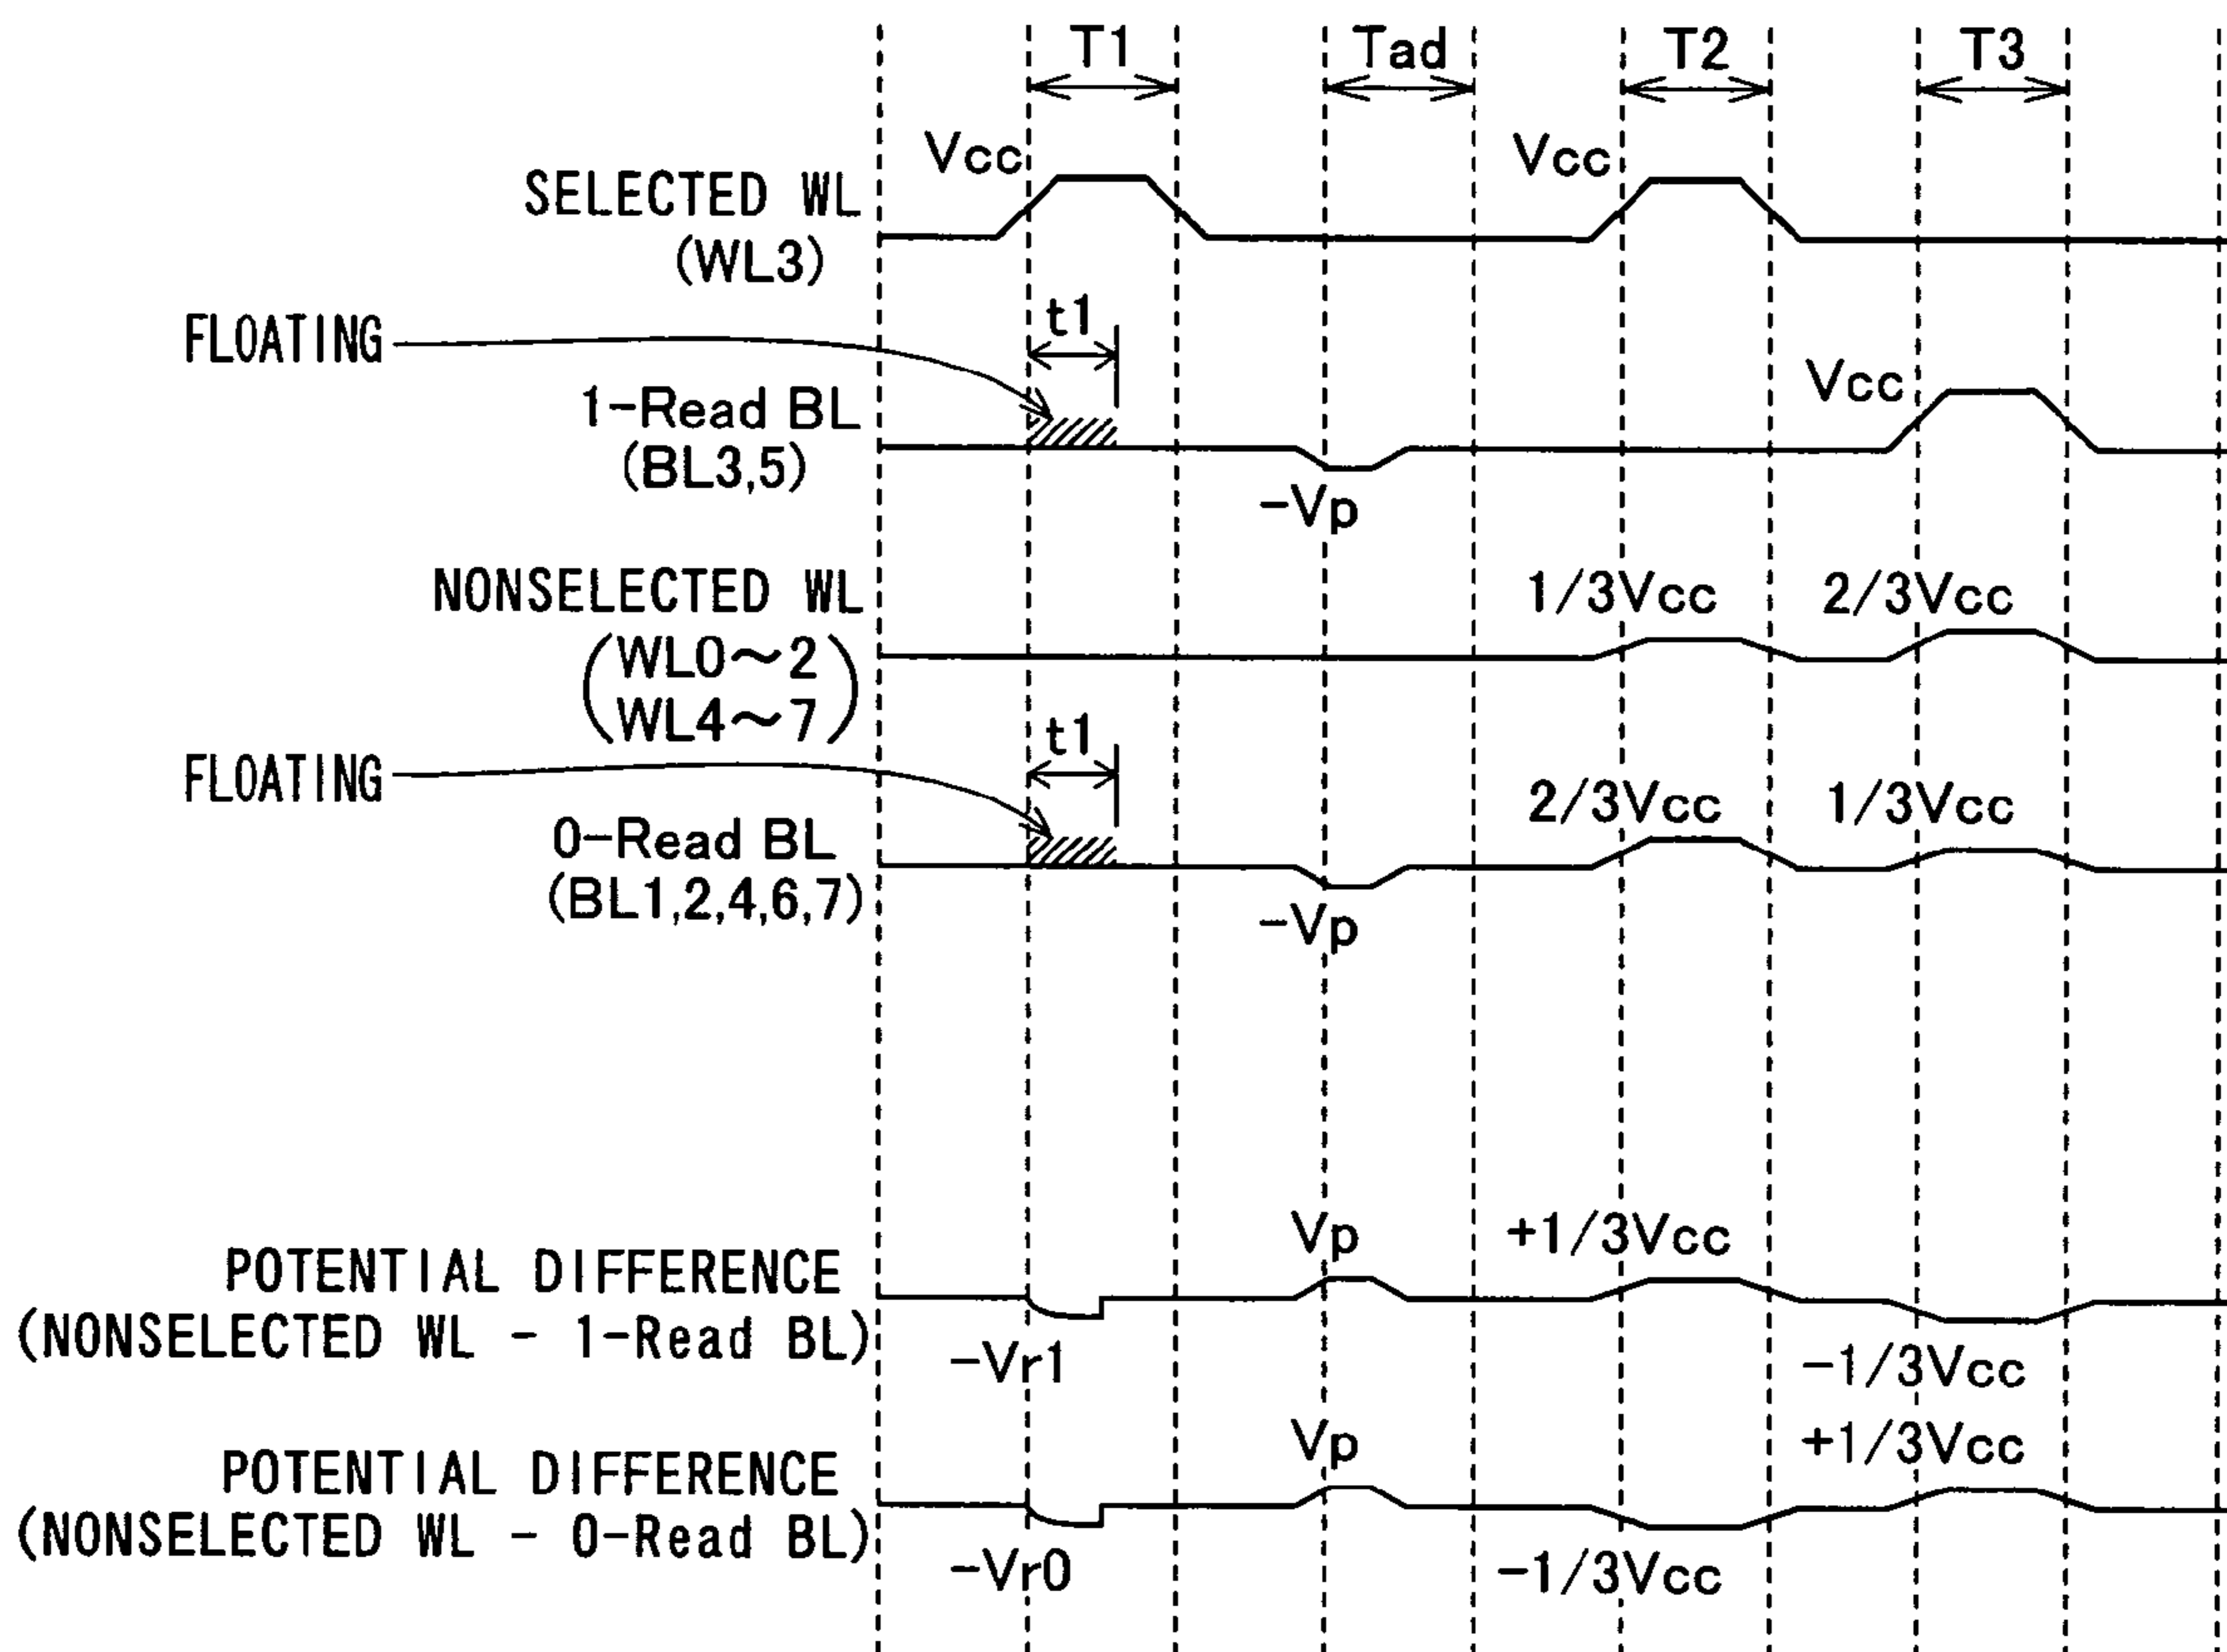 T1 Tad T2 T3
Vcc Vcc
SELECTED WL
(WL3)
FLOATING
t1
Vcc
1-Read BL
(BL3,5)
-Vp
NONSELECTED WL
1/3Vcc 2/3Vcc
(WL0～2
WL4～7)
t1
FLOATING
2/3Vcc 1/3Vcc
0-Read BL
(BL1,2,4,6,7)
-Vp
Vp +1/3Vcc
POTENTIAL DIFFERENCE
(NONSELECTED WL - 1-Read BL)
-Vr1 -1/3Vcc
Vp +1/3Vcc
POTENTIAL DIFFERENCE
(NONSELECTED WL - 0-Read BL)
-Vr0 -1/3Vcc